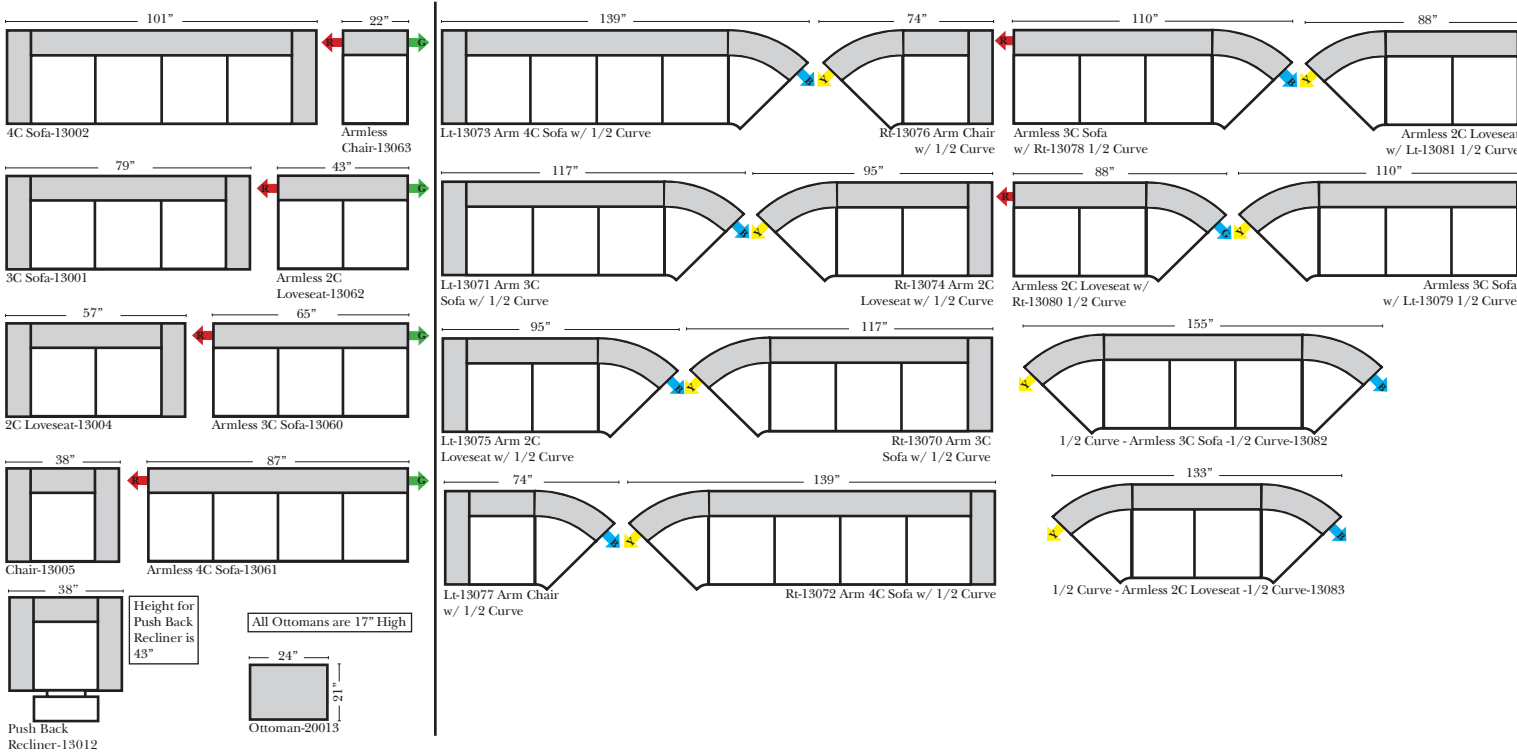 101”
22”
R
G
4C Sofa-13002
Armless
Chair-13063
79”
43”
R
G
3C Sofa-13001
Armless 2C
Loveseat-13062
57”
65”
R
G
2C Loveseat-13004
Armless 3C Sofa-13060
38”
87”
R
G
Chair-13005
Armless 4C Sofa-13061
38”
Height for
Push Back
Recliner is
43”
Push Back
Recliner-13012
All Ottomans are 17” High
24”
21”
Ottoman-20013
139”
74”
B
Y
Lt-13073 Arm 4C Sofa w/ 1/2 Curve
Rt-13076 Arm Chair
w/ 1/2 Curve
117”
95”
B
Y
Lt-13071 Arm 3C
Sofa w/ 1/2 Curve
Rt-13074 Arm 2C
Loveseat w/ 1/2 Curve
95”
117”
B
Y
Lt-13075 Arm 2C
Loveseat w/ 1/2 Curve
Rt-13070 Arm 3C
Sofa w/ 1/2 Curve
74”
139”
B
Y
Lt-13077 Arm Chair
w/ 1/2 Curve
Rt-13072 Arm 4C Sofa w/ 1/2 Curve
110”
88”
R
B
Y
Armless 3C Sofa
w/ Rt-13078 1/2 Curve
Armless 2C Loveseat
w/ Lt-13081 1/2 Curve
88”
110”
R
C
Y
Armless 2C Loveseat w/
Rt-13080 1/2 Curve
Armless 3C Sofa
w/ Lt-13079 1/2 Curve
155”
Y
B
1/2 Curve - Armless 3C Sofa -1/2 Curve-13082
133”
Y
B
1/2 Curve - Armless 2C Loveseat -1/2 Curve-13083